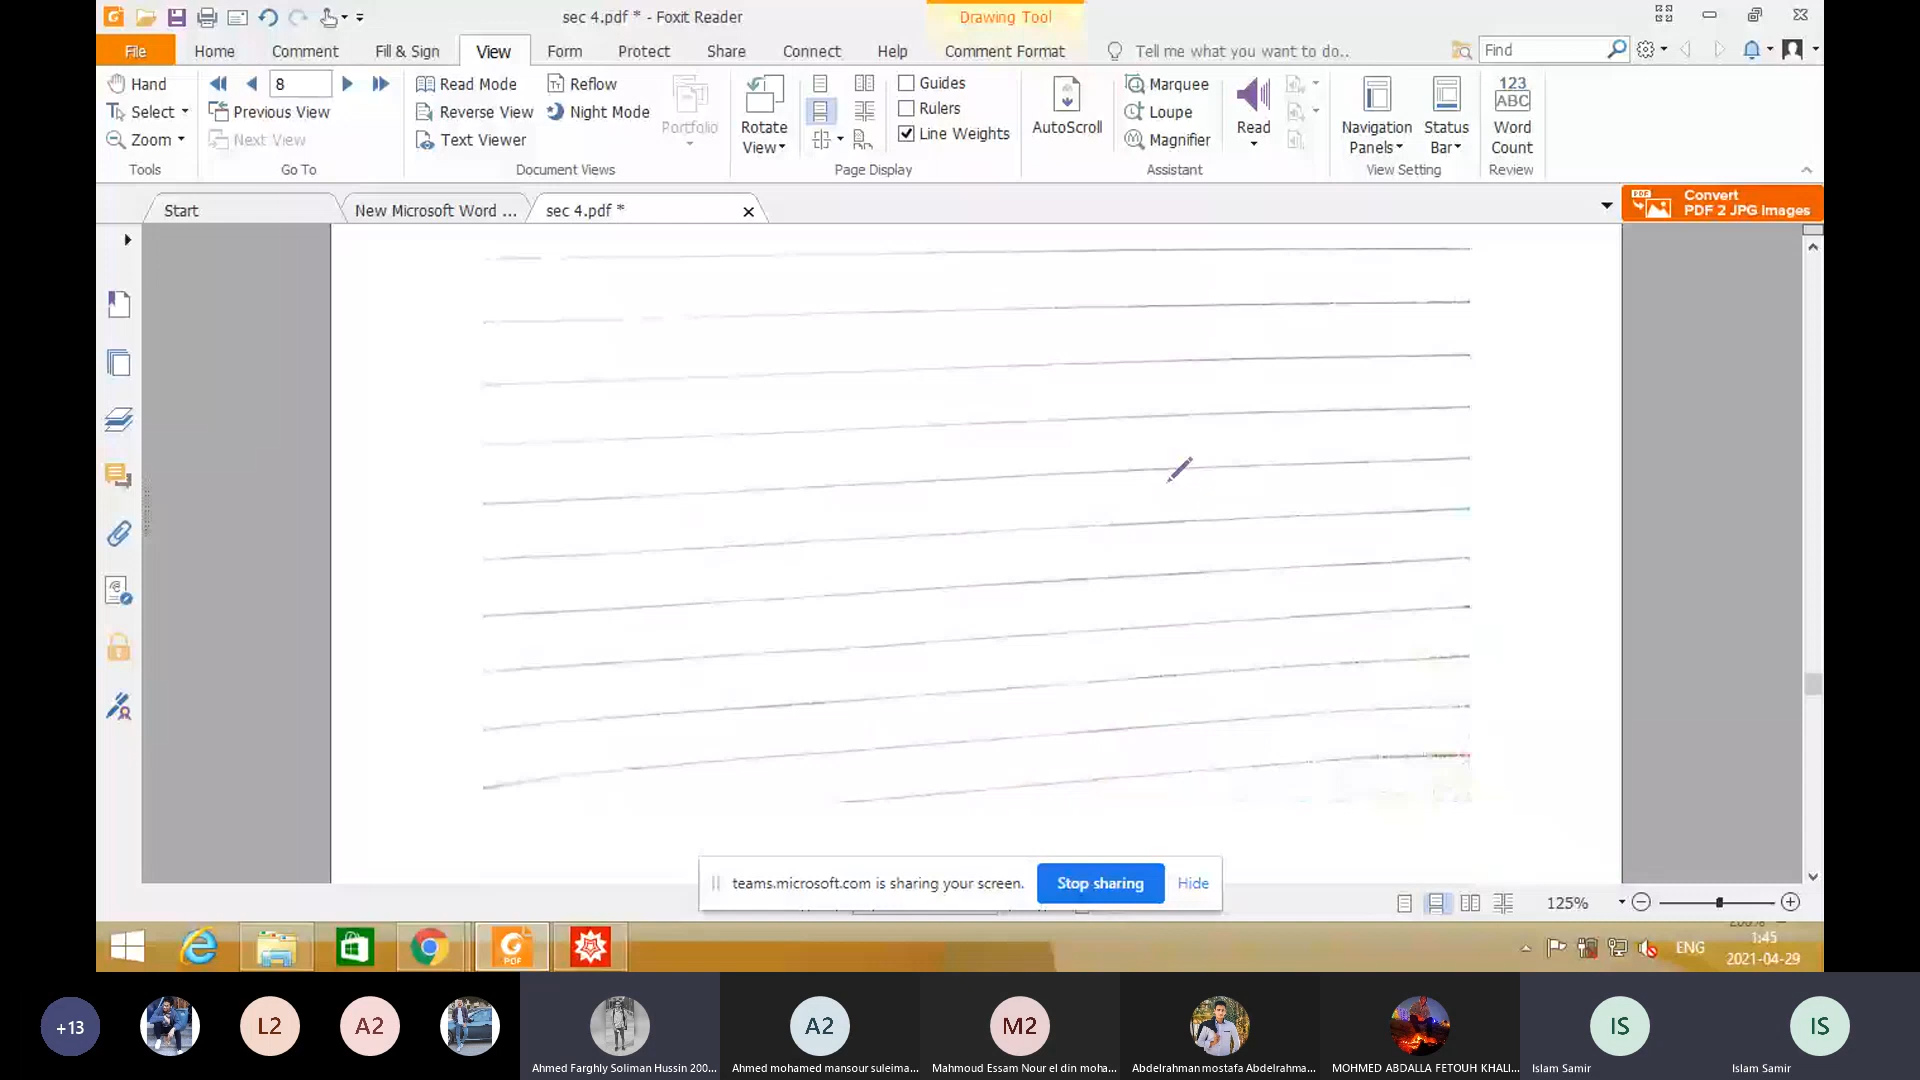 sec 4.pdf * - Foxit Reader
Drawing Tool
File
Home
Comment
Fill & Sign
View
Form
Protect
Share
Connect
Help
Comment Format
Tell me what you want to do..
Find
Hand
8
Read Mode
Reflow
Guides
Marquee
Select
Previous View
Reverse View
Night Mode
Portfolio
Rotate View
Rulers
AutoScroll
Loupe
Read
Navigation Panels
Status Bar
123 ABC
Word Count
Zoom
Next View
Text Viewer
Line Weights
Magnifier
Tools
Go To
Document Views
Page Display
Assistant
View Setting
Review
Start
New Microsoft Word ...
sec 4.pdf *
PDF
Convert
PDF 2 JPG Images
teams.microsoft.com is sharing your screen.
Stop sharing
Hide
125%
PDF
ENG
1:45
2021-04-29
+13
L2
A2
A2
M2
IS
IS
Ahmed Farghly Soliman Hussin 200...
Ahmed mohamed mansour suleima...
Mahmoud Essam Nour el din moha...
Abdelrahman mostafa Abdelrahma...
MOHMED ABDALLA FETOUH KHALI...
Islam Samir
Islam Samir